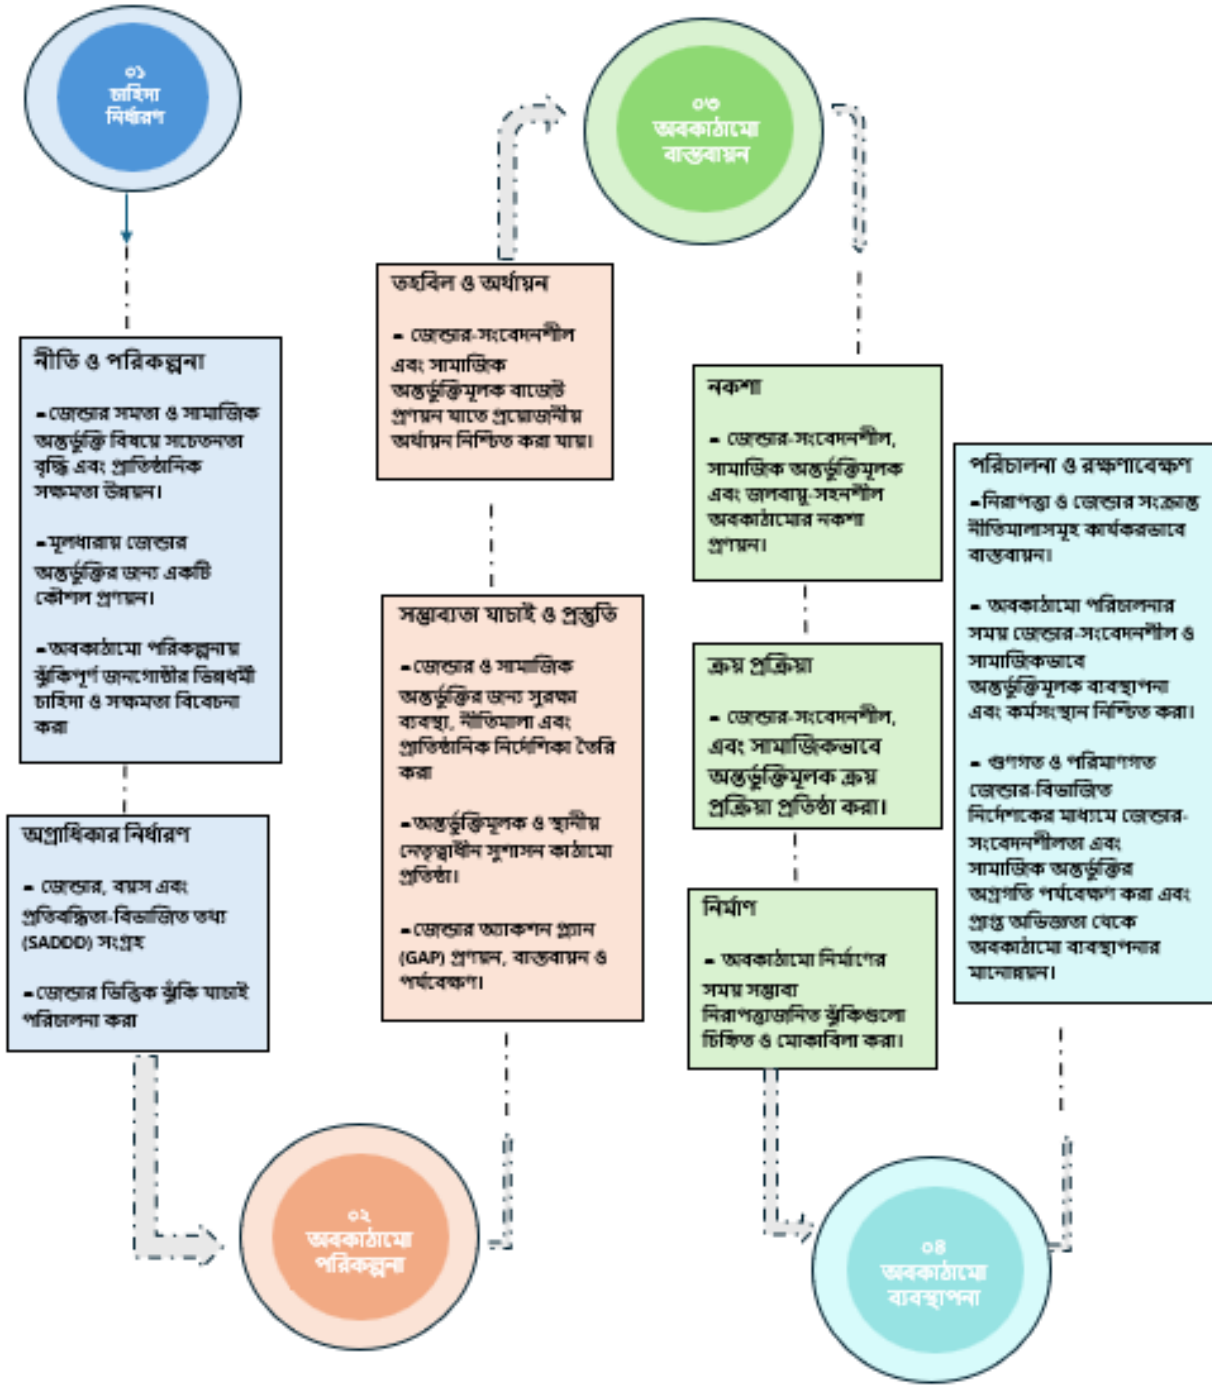 ০১
চাহিদা
নির্ধারণ
নীতি ও পরিকল্পনা
-জেন্ডার সমতা ও সামাজিক
অন্তর্ভুক্তি বিষয়ে সচেতনতা
বৃদ্ধি এবং প্রাতিষ্ঠানিক
সক্ষমতা উন্নয়ন।
-মূলধারায় জেন্ডার
অন্তর্ভুক্তির জন্য একটি
কৌশল প্রণয়ন।
-অবকাঠামো পরিকল্পনায়
ঝুঁকিপূর্ণ জনগোষ্ঠীর ভিন্নধর্মী
চাহিদা ও সক্ষমতা বিবেচনা
করা
অগ্রাধিকার নির্ধারণ
- জেন্ডার, বয়স এবং
প্রতিবন্ধিতা-বিভাজিত তথ্য
(SADDD) সংগ্রহ
-জেন্ডার ভিত্তিক ঝুঁকি যাচাই
পরিচালনা করা
০২
অবকাঠামো
পরিকল্পনা
সম্ভাব্যতা যাচাই ও প্রস্তুতি
-জেন্ডার ও সামাজিক
অন্তর্ভুক্তির জন্য সুরক্ষা
ব্যবস্থা, নীতিমালা এবং
প্রাতিষ্ঠানিক নির্দেশিকা তৈরি
করা
-অন্তর্ভুক্তিমূলক ও স্থানীয়
নেতৃত্বাধীন সুশাসন কাঠামো
প্রতিষ্ঠা।
-জেন্ডার অ্যাকশন প্ল্যান
(GAP) প্রণয়ন, বাস্তবায়ন ও
পর্যবেক্ষণ।
তহবিল ও অর্থায়ন
- জেন্ডার-সংবেদনশীল
এবং সামাজিক
অন্তর্ভুক্তিমূলক বাজেট
প্রণয়ন যাতে প্রয়োজনীয়
অর্থায়ন নিশ্চিত করা যায়।
০৩
অবকাঠামো
বাস্তবায়ন
নকশা
- জেন্ডার-সংবেদনশীল,
সামাজিক অন্তর্ভুক্তিমূলক
এবং জলবায়ু-সহনশীল
অবকাঠামোর নকশা
প্রণয়ন।
ক্রয় প্রক্রিয়া
- জেন্ডার-সংবেদনশীল,
এবং সামাজিকভাবে
অন্তর্ভুক্তিমূলক ক্রয়
প্রক্রিয়া প্রতিষ্ঠা করা।
নির্মাণ
- অবকাঠামো নির্মাণের
সময় সম্ভাব্য
নিরাপত্তাজনিত ঝুঁকিগুলো
চিহ্নিত ও মোকাবিলা করা।
০৪
অবকাঠামো
ব্যবস্থাপনা
পরিচালনা ও রক্ষণাবেক্ষণ
-নিরাপত্তা ও জেন্ডার সংক্রান্ত
নীতিমালাসমূহ কার্যকরভাবে
বাস্তবায়ন।
- অবকাঠামো পরিচালনার
সময় জেন্ডার-সংবেদনশীল ও
সামাজিকভাবে
অন্তর্ভুক্তিমূলক ব্যবস্থাপনা
এবং কর্মসংস্থান নিশ্চিত করা।
- গুণগত ও পরিমাণগত
জেন্ডার-বিভাজিত
নির্দেশকের মাধ্যমে জেন্ডার-
সংবেদনশীলতা এবং
সামাজিক অন্তর্ভুক্তির
অগ্রগতি পর্যবেক্ষণ করা এবং
প্রাপ্ত অভিজ্ঞতা থেকে
অবকাঠামো ব্যবস্থাপনার
মানোন্নয়ন।